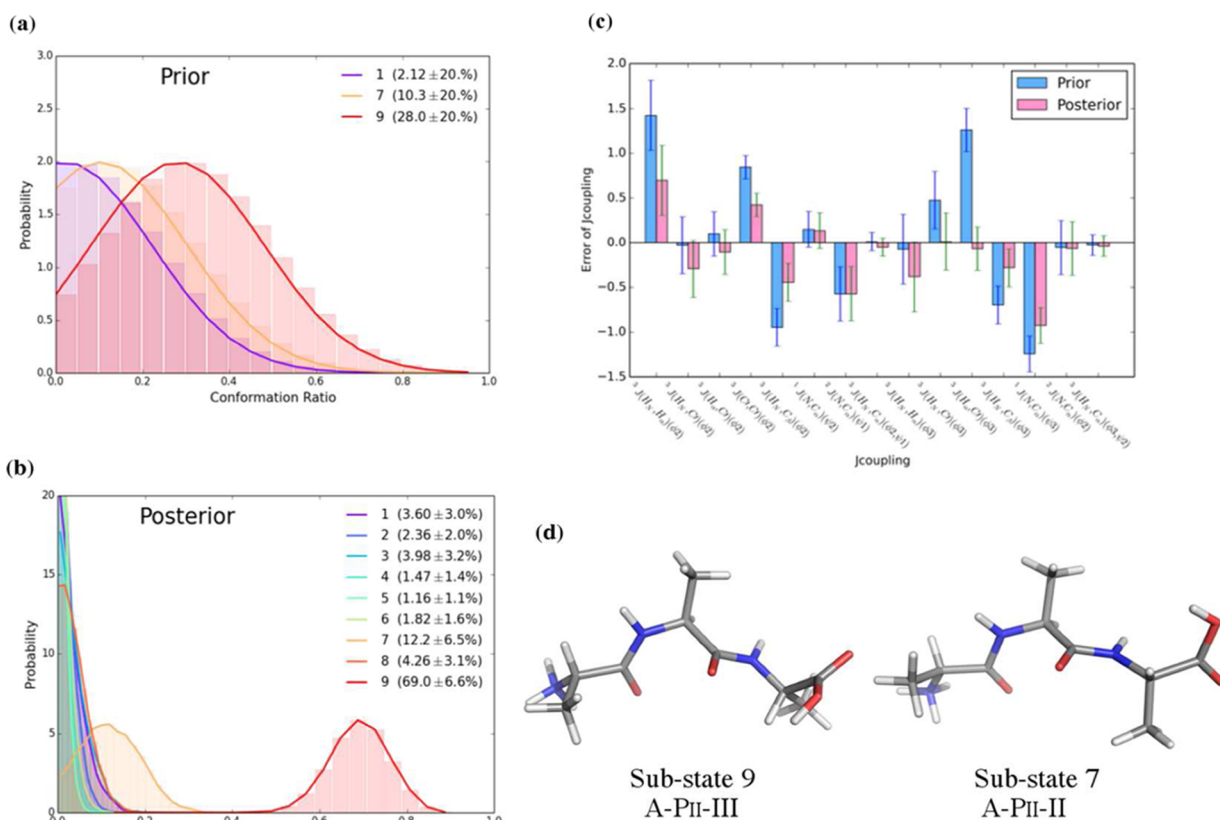 (a)
Prior
1 (2.12±20.%)
7 (10.3±20.%)
9 (28.0±20.%)
3.0
2.5
2.0
1.5
1.0
0.5
0.0
0.0 0.2 0.4 0.6 0.8 1.0
Probability
Conformation Ratio
(b)
Posterior
1 (3.60±3.0%)
2 (2.36±2.0%)
3 (3.98±3.2%)
4 (1.47±1.4%)
5 (1.16±1.1%)
6 (1.82±1.6%)
7 (12.2±6.5%)
8 (4.26±3.1%)
9 (69.0±6.6%)
20
15
10
5
0
0.0 0.2 0.4 0.6 0.8 1.0
Probability
(c)
Prior
Posterior
2.0
1.5
1.0
0.5
0.0
−0.5
−1.0
−1.5
Error of Jcoupling
Jcoupling
(d)
Sub-state 9
A-PII-III
Sub-state 7
A-PII-II